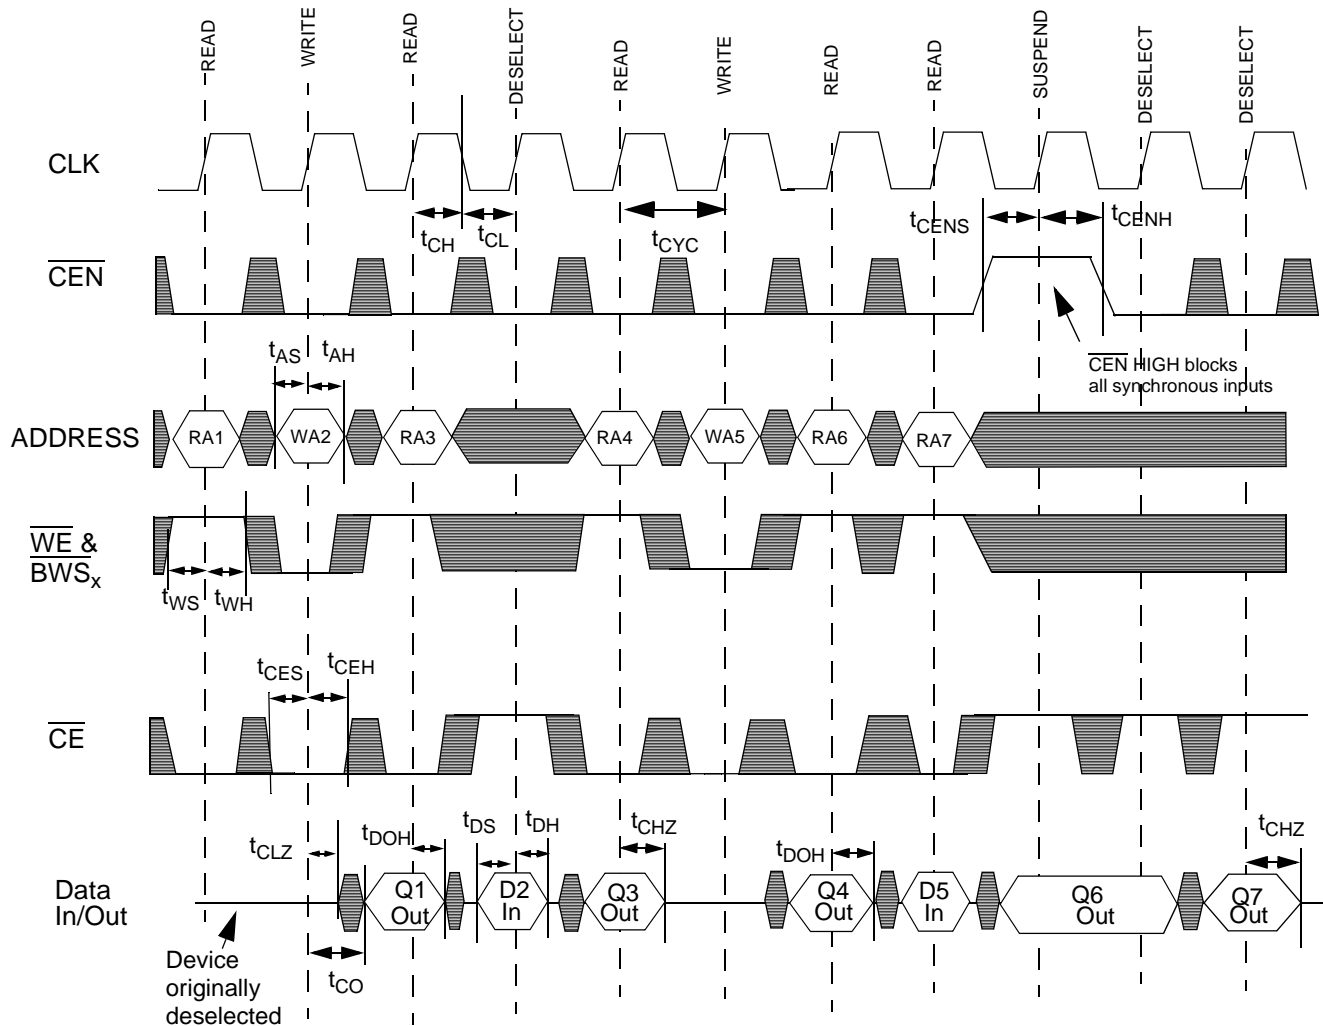 READ WRITE READ DESELECT READ WRITE READ READ SUSPEND DESELECT DESELECT
CLK
tCH tCL tCYC tCENS tCENH
CEN
CEN HIGH blocks
all synchronous inputs
tAS tAH
ADDRESS RA1 WA2 RA3 RA4 WA5 RA6 RA7
WE &
BWSx
tWS tWH
tCES tCEH
CE
tCLZ tDOH tDS tDH tCHZ tDOH tCHZ
Data
In/Out
Q1
Out
D2
In
Q3
Out
Q4
Out
D5
In
Q6
Out
Q7
Out
tCO
Device
originally
deselected